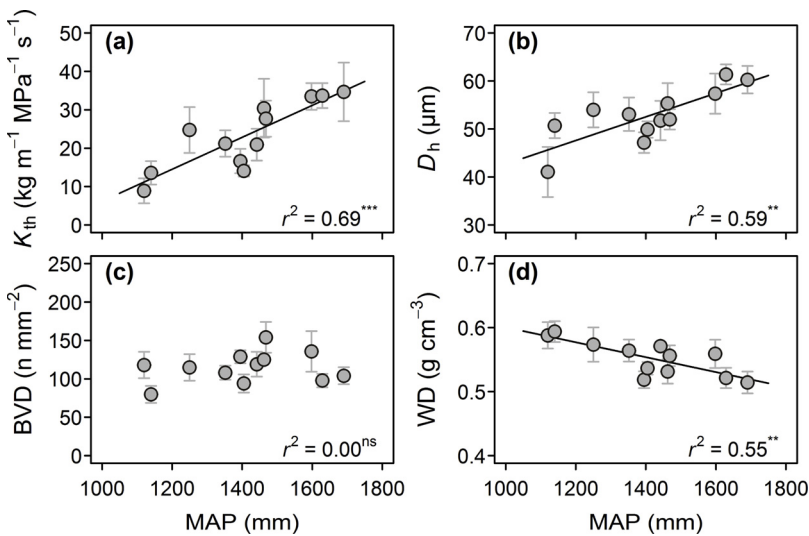 (a)
K_th (kg m⁻¹ MPa⁻¹ s⁻¹)
50
40
30
20
10
0
r² = 0.69***
(b)
D_h (µm)
70
60
50
40
30
r² = 0.59**
(c)
BVD (n mm⁻²)
250
200
150
100
50
0
r² = 0.00ⁿˢ
1000 1200 1400 1600 1800
MAP (mm)
(d)
WD (g cm⁻³)
0.7
0.6
0.5
0.4
r² = 0.55**
1000 1200 1400 1600 1800
MAP (mm)